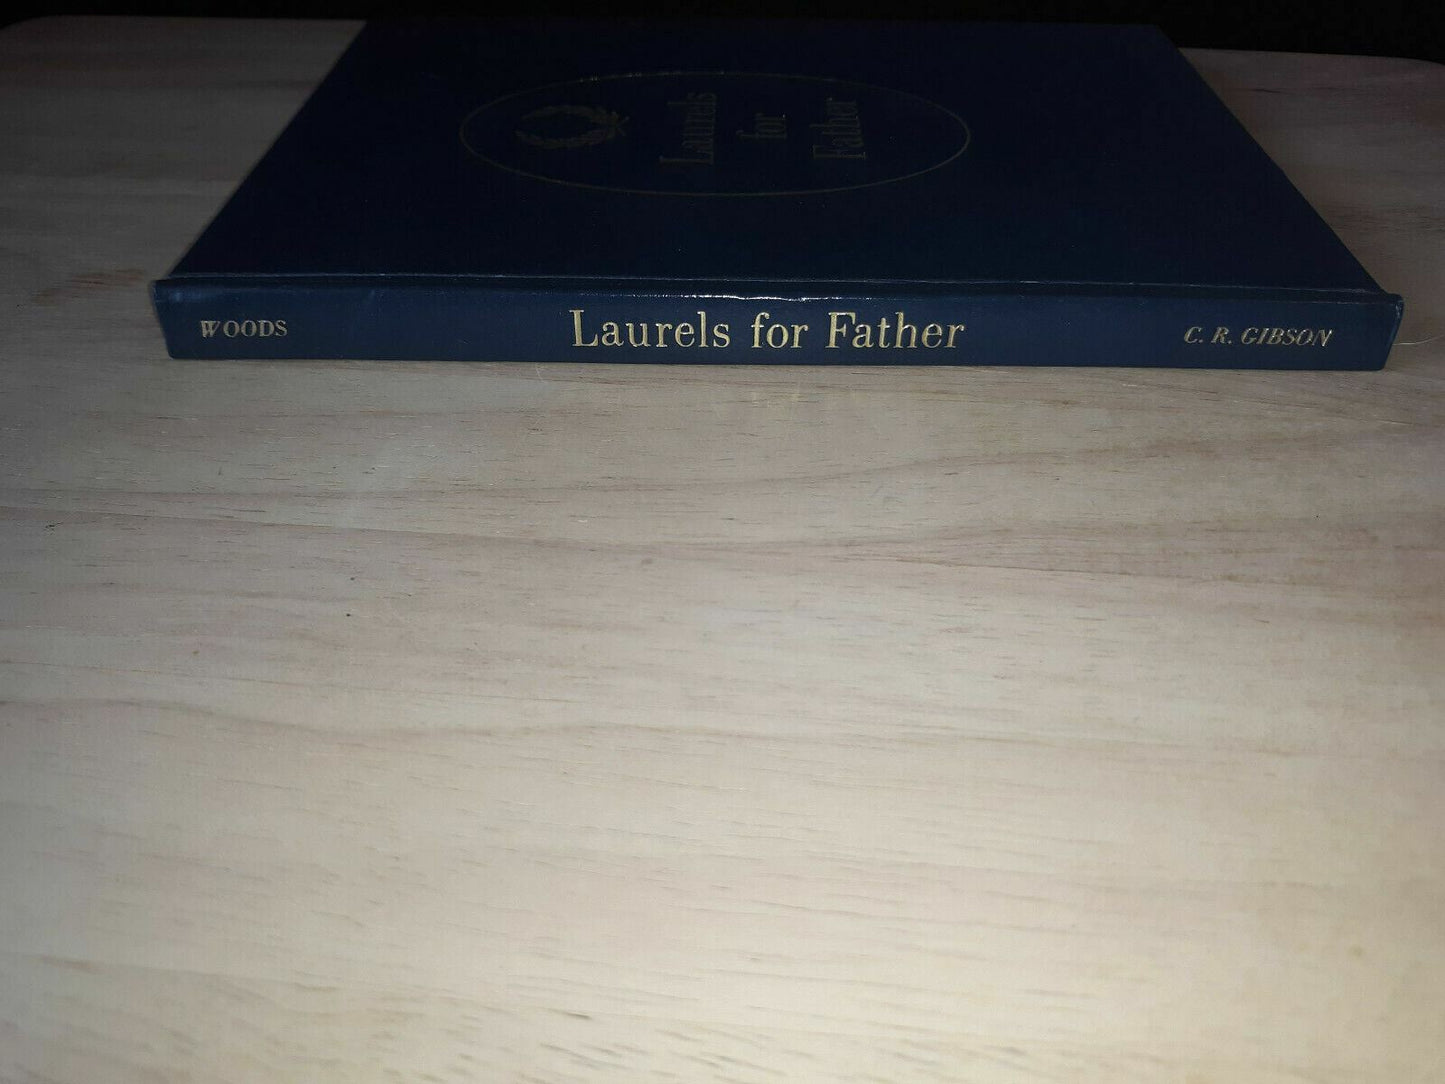 Laurels
for
Father
WOODS Laurels for Father C. R. GIBSON